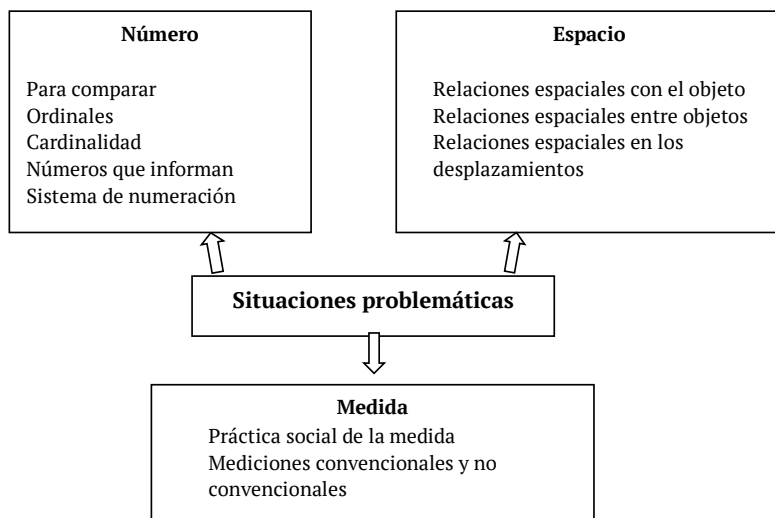 Número
Para comparar
Ordinales
Cardinalidad
Números que informan
Sistema de numeración
Espacio
Relaciones espaciales con el objeto
Relaciones espaciales entre objetos
Relaciones espaciales en los
desplazamientos
Situaciones problemáticas
Medida
Práctica social de la medida
Mediciones convencionales y no
convencionales